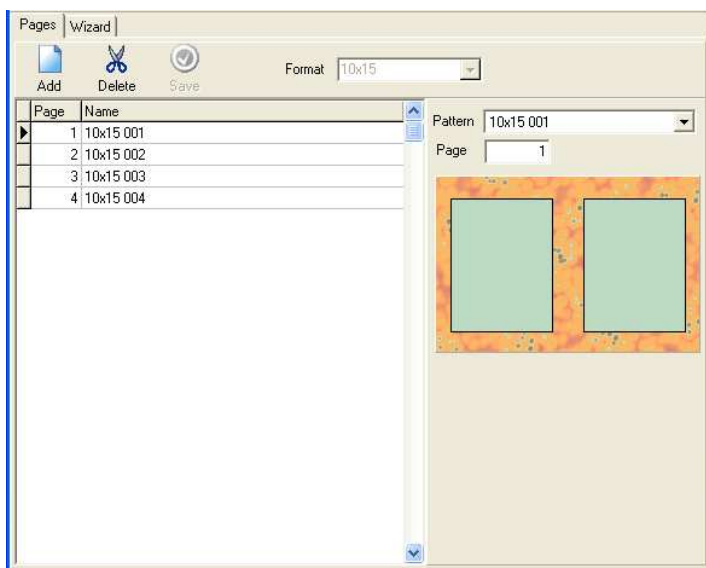 Pages Wizard
Add Delete Save Format 10x15
Page Name
1 10x15 001
2 10x15 002
3 10x15 003
4 10x15 004
Pattern 10x15 001
Page 1